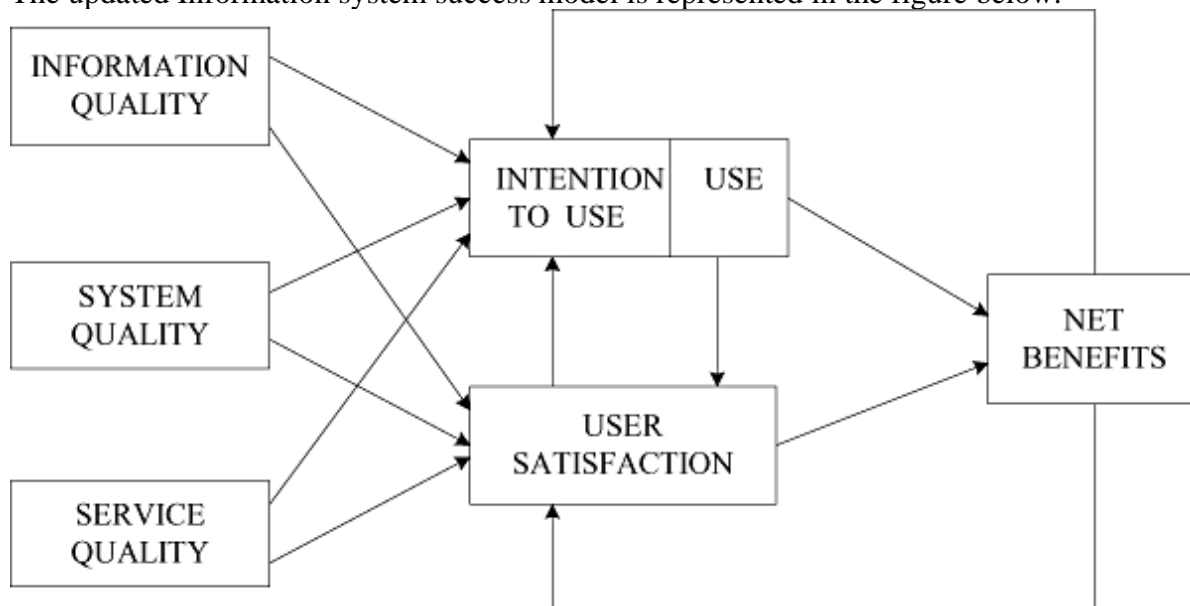 The updated Information system success model is represented in the figure below:
INFORMATION
QUALITY
INTENTION
TO USE
USE
SYSTEM
QUALITY
NET
BENEFITS
USER
SATISFACTION
SERVICE
QUALITY